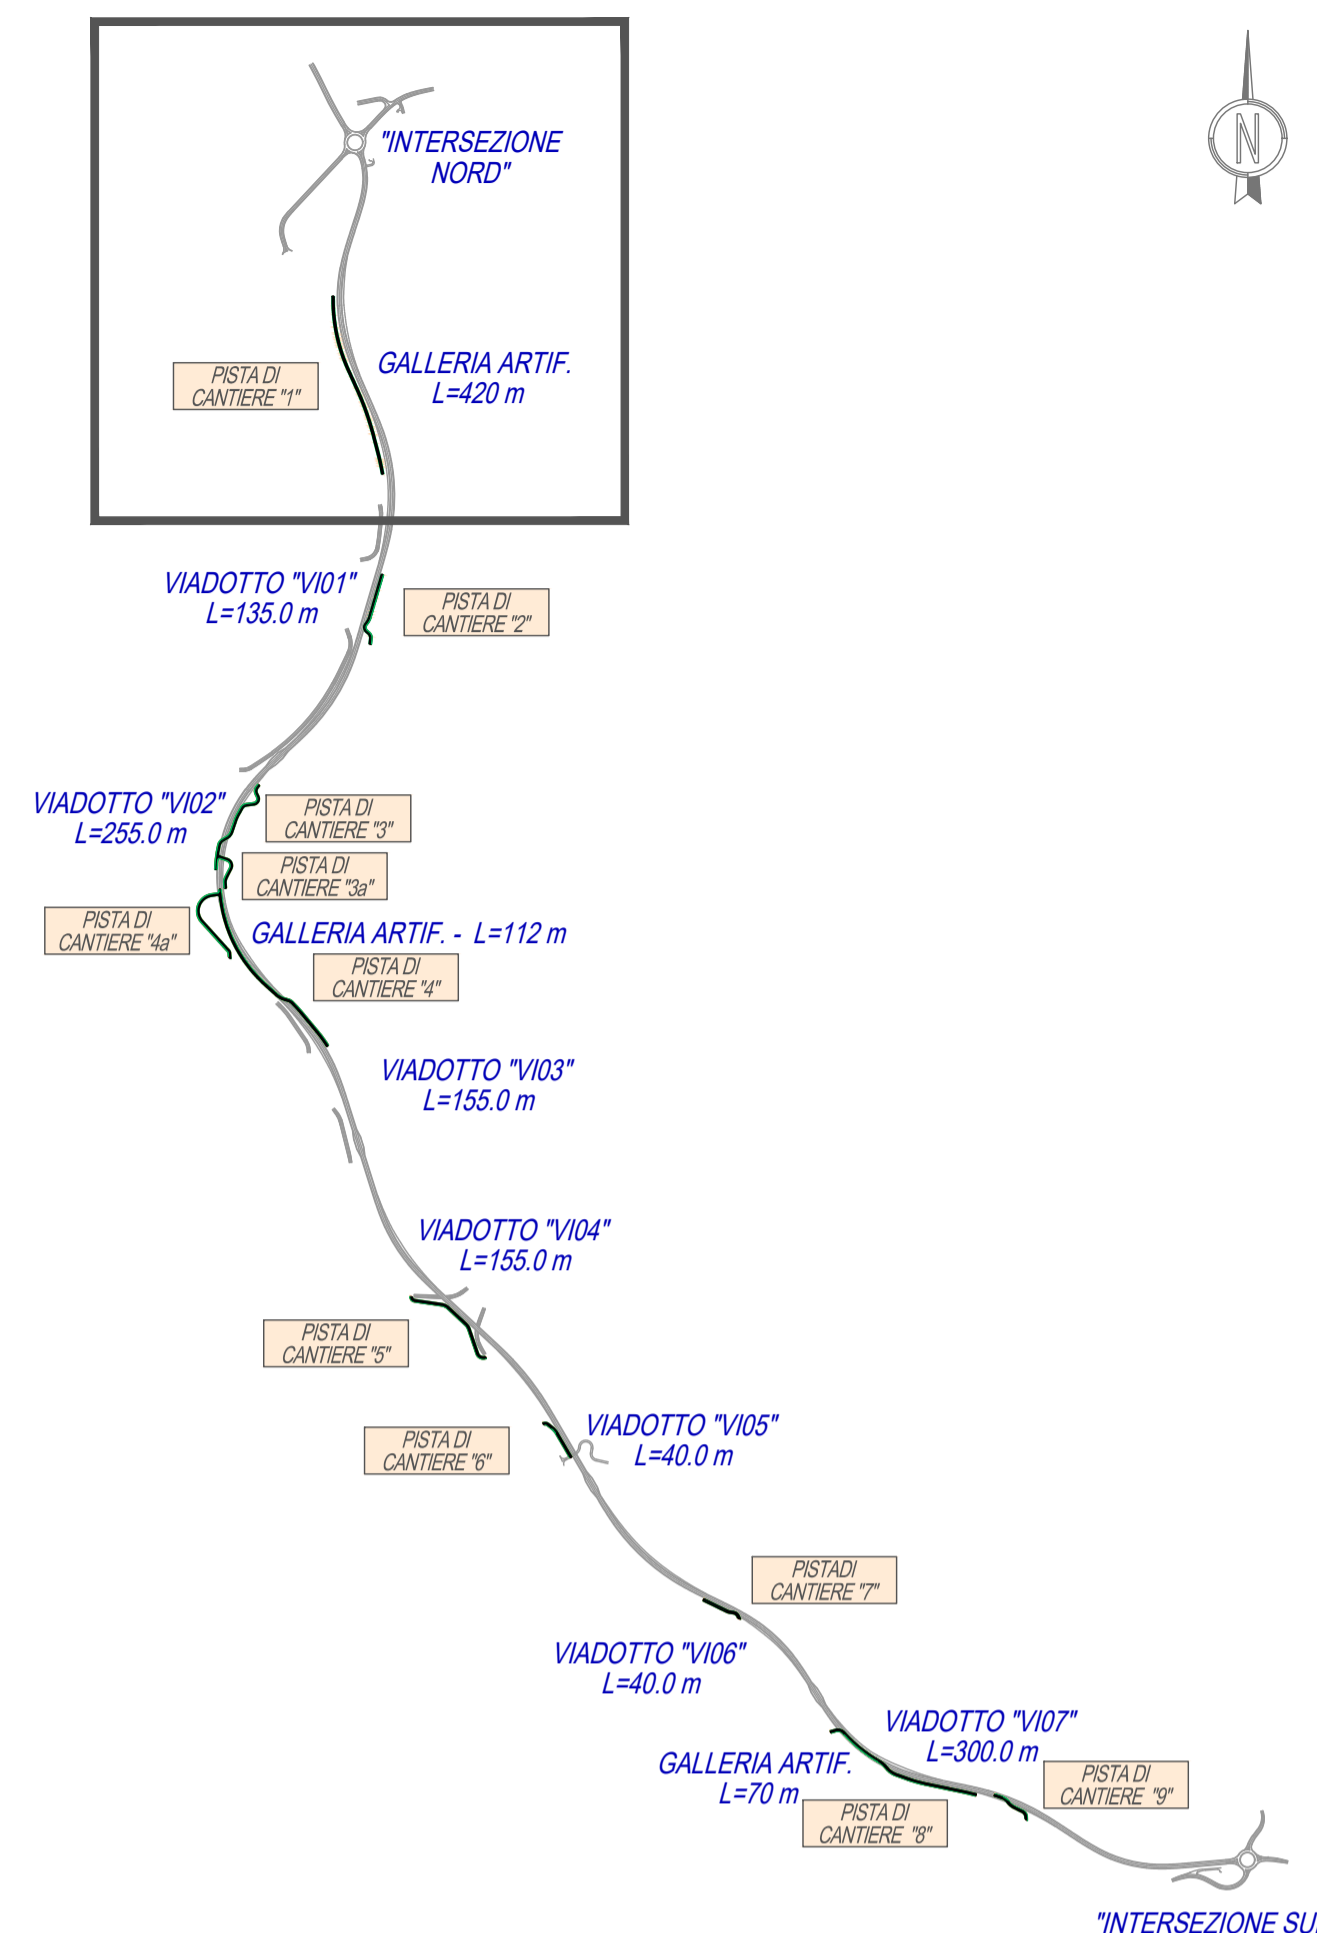 N
"INTERSEZIONE
NORD"
GALLERIA ARTIF.
L=420 m
PISTA DI
CANTIERE "1"
VIADOTTO "VI01"
L=135.0 m
PISTA DI
CANTIERE "2"
VIADOTTO "VI02"
L=255.0 m
PISTA DI
CANTIERE "3"
PISTA DI
CANTIERE "3a"
PISTA DI
CANTIERE "4a"
GALLERIA ARTIF. - L=112 m
PISTA DI
CANTIERE "4"
VIADOTTO "VI03"
L=155.0 m
VIADOTTO "VI04"
L=155.0 m
PISTA DI
CANTIERE "5"
VIADOTTO "VI05"
L=40.0 m
PISTA DI
CANTIERE "6"
PISTADI
CANTIERE "7"
VIADOTTO "VI06"
L=40.0 m
VIADOTTO "VI07"
L=300.0 m
GALLERIA ARTIF.
L=70 m
PISTA DI
CANTIERE "9"
PISTA DI
CANTIERE "8"
"INTERSEZIONE